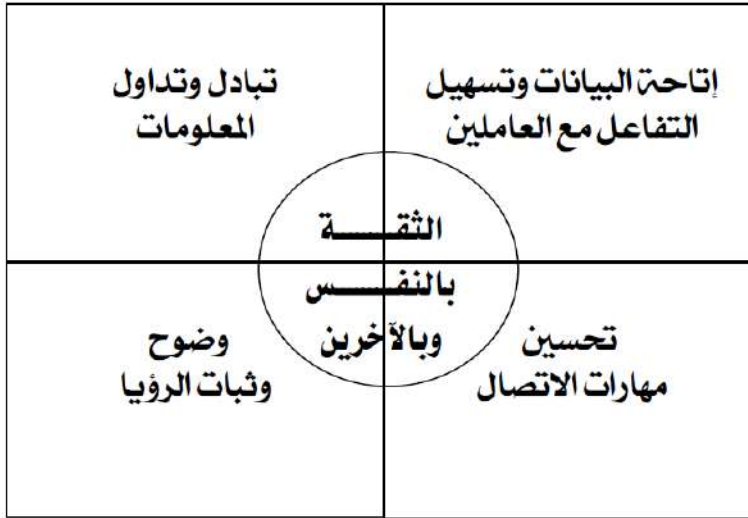 إتاحة البيانات وتسهيل
التفاعل مع العاملين
تبادل وتداول
المعلومات
الثقـــــة
بالنفـــــس
وبالآخرين
تحسين
مهارات الاتصال
وضوح
وثبات الرؤيا